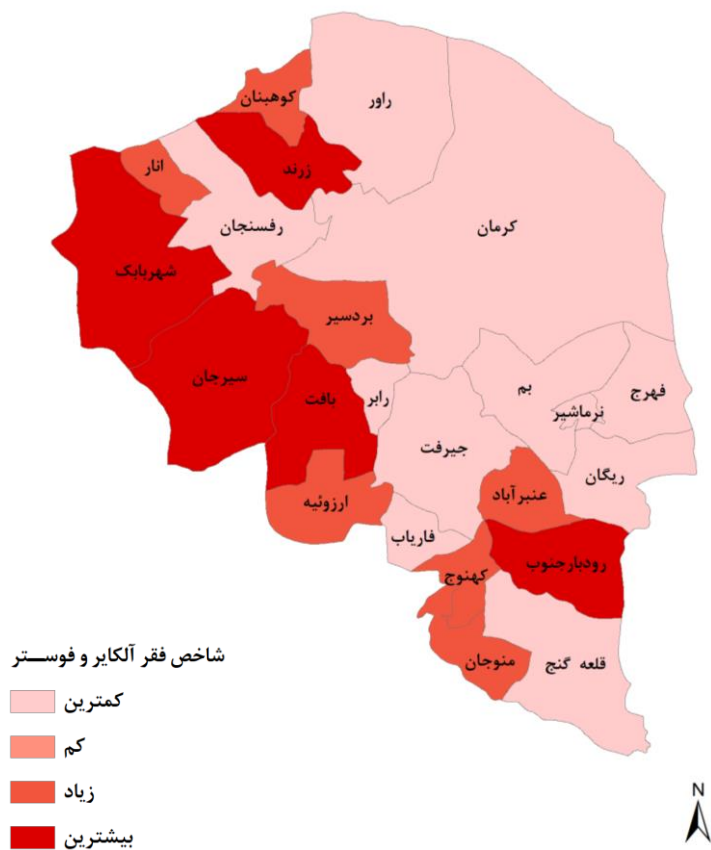 کوهبنان
راور
زرند
انار
رفسنجان
کرمان
شهربابک
بردسیر
سیرجان
بافت
رابر
بم
فهرج
نرماشیر
جیرفت
ریگان
عنبرآباد
ارزوئیه
فاریاب
رودبارجنوب
کهنوج
منوجان
قلعه گنج
شاخص فقر آلکایر و فوستر
کمترین
کم
زیاد
بیشترین
N